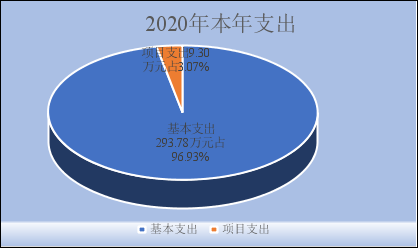 2020年本年支出
项目支出9.30
万元占3.07%
基本支出
293.78万元占
96.93%
基本支出 项目支出